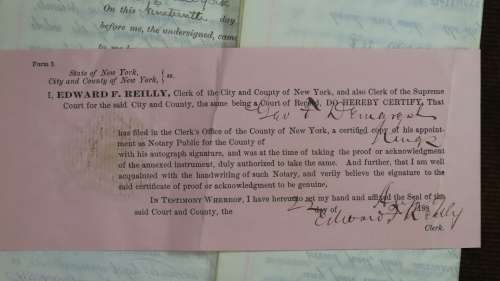 On this nineteenth day
before me, the undersigned, came
to me
Form 3.
State of New York,
City and County of New York, } ss.
I, EDWARD F. REILLY, Clerk of the City and County of New York, and also Clerk of the Supreme
Court for the said City and County, the same being a Court of Record, DO HEREBY CERTIFY, That
Geo
has filed in the Clerk's Office of the County of New York, a certified copy of his appoint-
ment as Notary Public for the County of Kings
with his autograph signature, and was at the time of taking the proof or acknowledgment
of the annexed instrument, duly authorized to take the same. And further, that I am well
acquainted with the handwriting of such Notary, and verily believe the signature to the
said certificate of proof or acknowledgment to be genuine,
IN TESTIMONY WHEREOF, I have hereunto set my hand and affixed the Seal of the
said Court and County, the 22 day of 188
Edward F Reilly
Clerk.